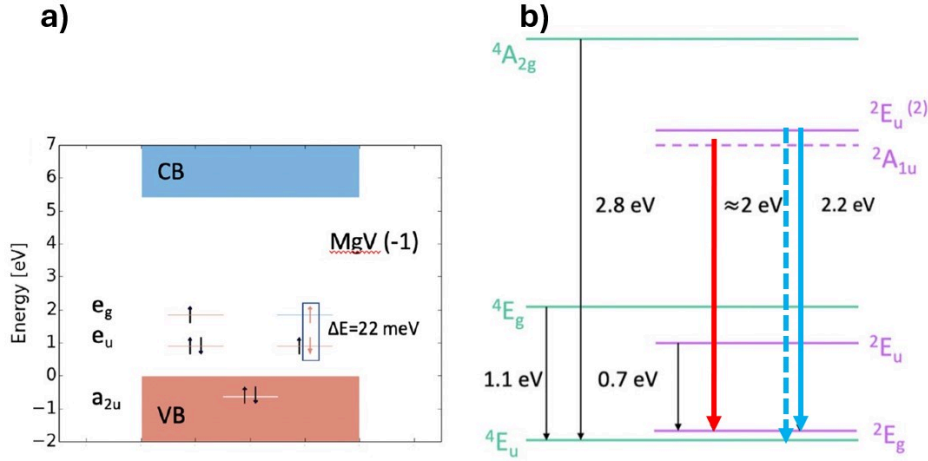 a)
7
6
5
4
3
2
1
0
−1
−2
Energy [eV]
CB
MgV (-1)
e_g
e_u
ΔE=22 meV
a_2u
VB
b)
⁴A_2g
²E_u⁽²⁾
²A_1u
2.8 eV
≈2 eV
2.2 eV
⁴E_g
²E_u
1.1 eV
0.7 eV
²E_g
⁴E_u